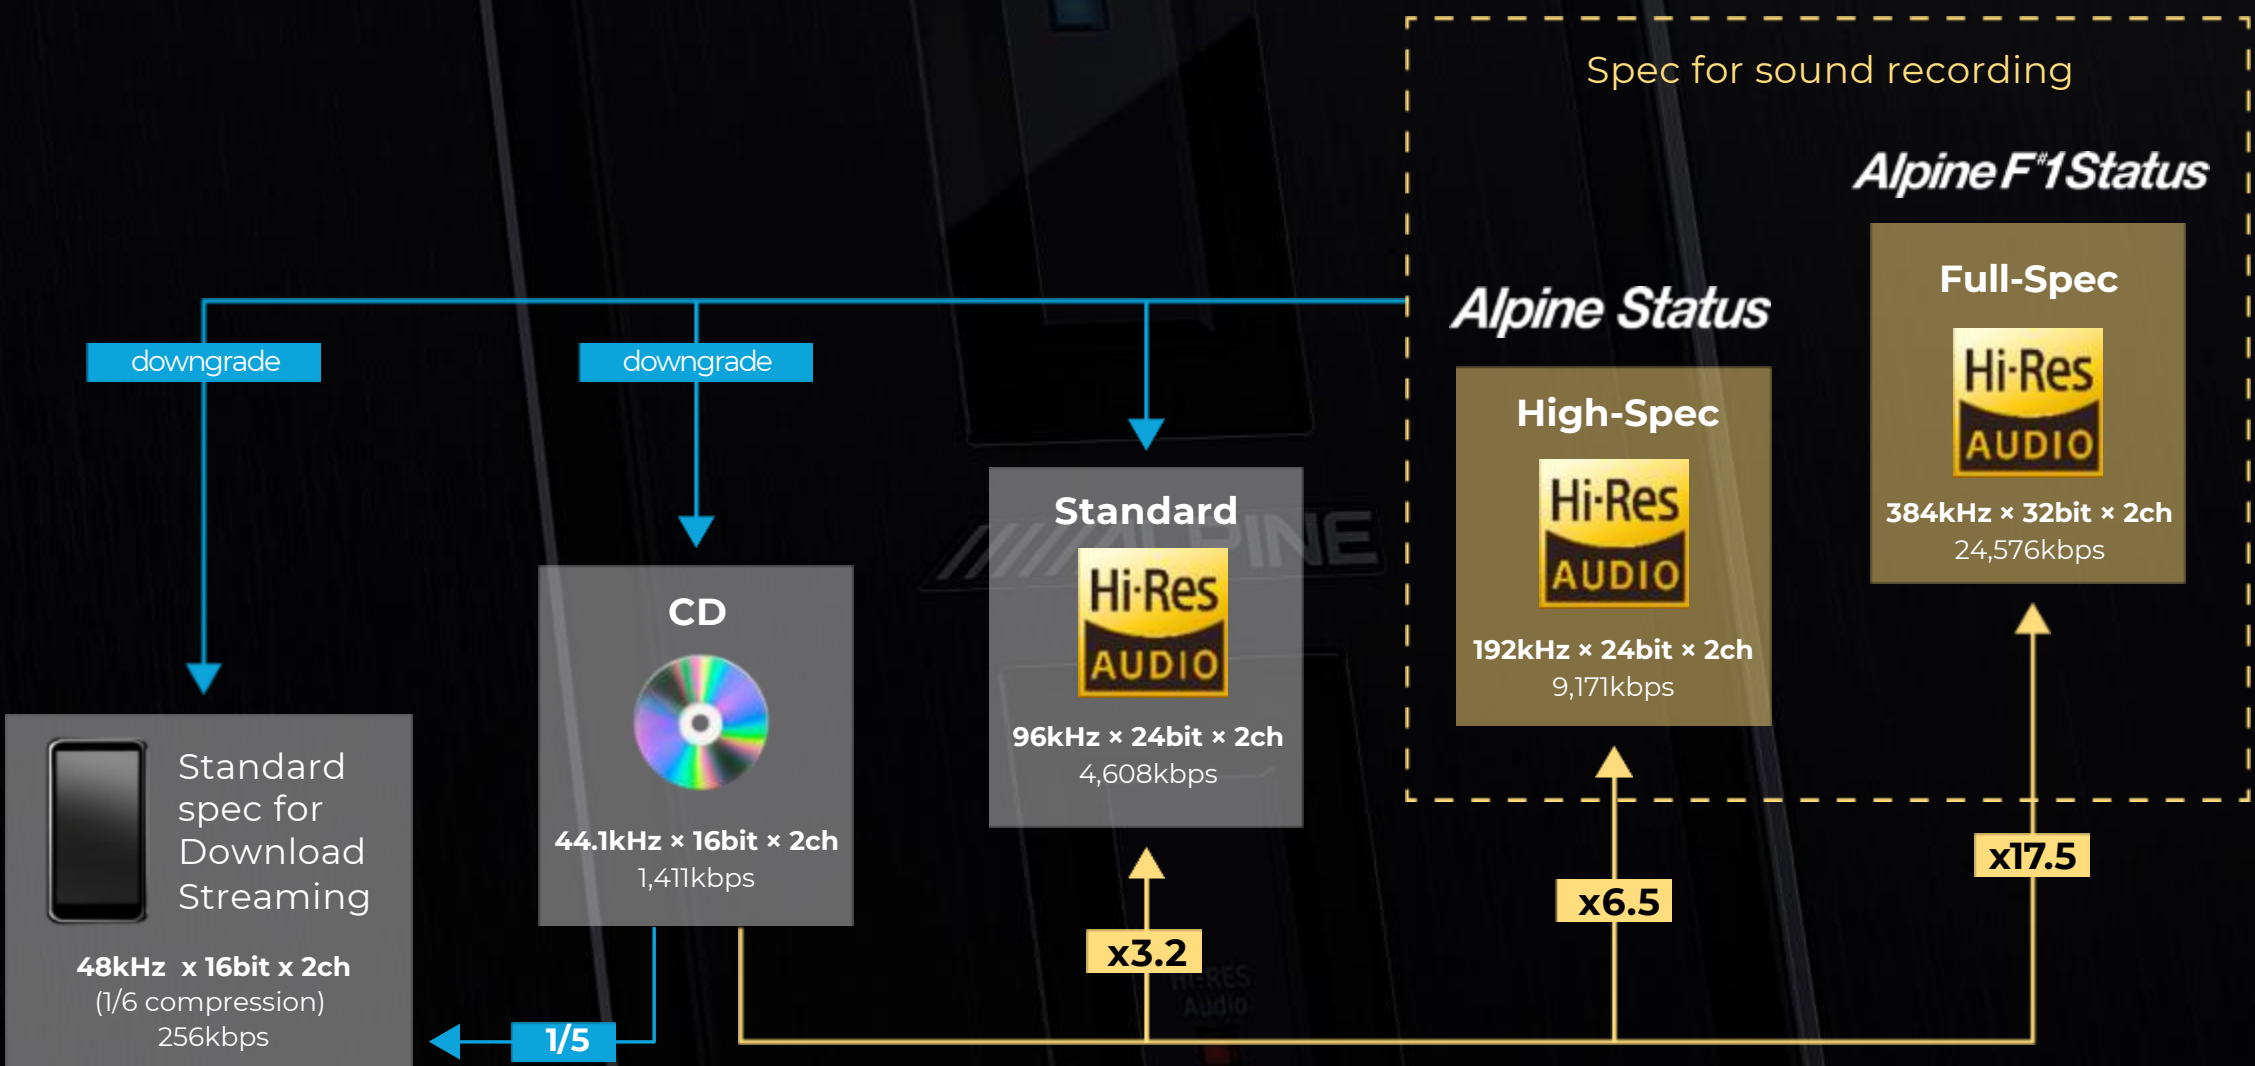 Spec for sound recording
Alpine F#1Status
Full-Spec
Hi-Res
AUDIO
384kHz × 32bit × 2ch
24,576kbps
Alpine Status
High-Spec
Hi-Res
AUDIO
192kHz × 24bit × 2ch
9,171kbps
downgrade
downgrade
Standard
Hi-Res
AUDIO
96kHz × 24bit × 2ch
4,608kbps
ALPINE
CD
44.1kHz × 16bit × 2ch
1,411kbps
Standard
spec for
Download
Streaming
48kHz x 16bit x 2ch
(1/6 compression)
256kbps
1/5
x3.2
x6.5
x17.5
HI-RES
Audio